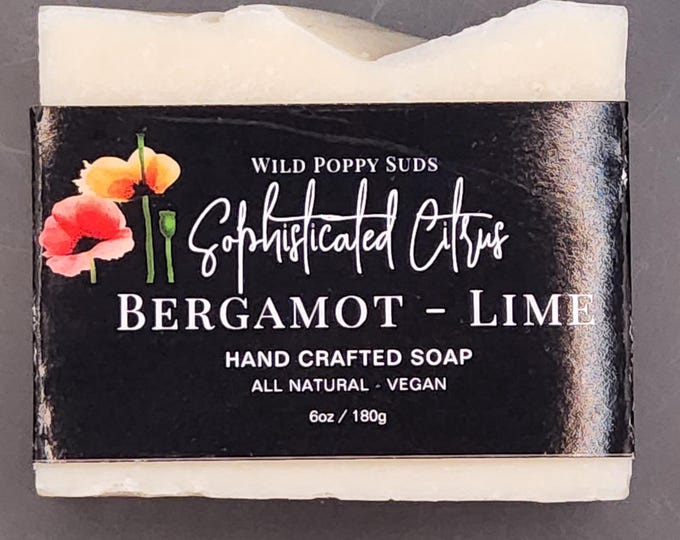 WILD POPPY SUDS
Sophisticated Citrus
BERGAMOT - LIME
HAND CRAFTED SOAP
ALL NATURAL - VEGAN
6oz / 180g